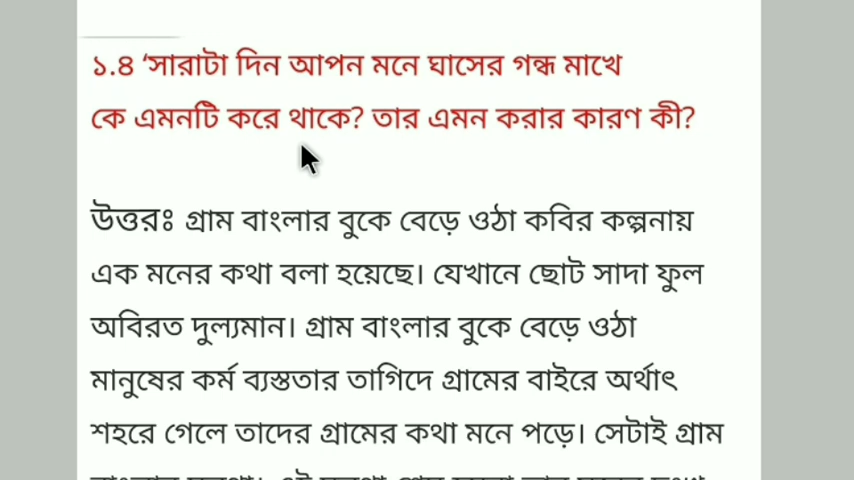 ১.৪ ‘সারাটা দিন আপন মনে ঘাসের গন্ধ মাখে
কে এমনটি করে থাকে? তার এমন করার কারণ কী?
উত্তরঃ গ্রাম বাংলার বুকে বেড়ে ওঠা কবির কল্পনায়
এক মনের কথা বলা হয়েছে। যেখানে ছোট সাদা ফুল
অবিরত দুল্যমান। গ্রাম বাংলার বুকে বেড়ে ওঠা
মানুষের কর্ম ব্যস্ততার তাগিদে গ্রামের বাইরে অর্থাৎ
শহরে গেলে তাদের গ্রামের কথা মনে পড়ে। সেটাই গ্রাম